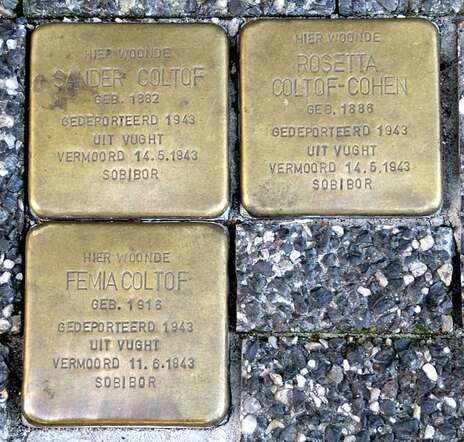 HIER WOONDE
SANDER COLTOF
GEB. 1882
GEDEPORTEERD 1943
UIT VUGHT
VERMOORD 14.5.1943
SOBIBOR
HIER WOONDE
ROSETTA
COLTOF-COHEN
GEB. 1886
GEDEPORTEERD 1943
UIT VUGHT
VERMOORD 14.5.1943
SOBIBOR
HIER WOONDE
FEMIA COLTOF
GEB. 1916
GEDEPORTEERD 1943
UIT VUGHT
VERMOORD 11.6.1943
SOBIBOR